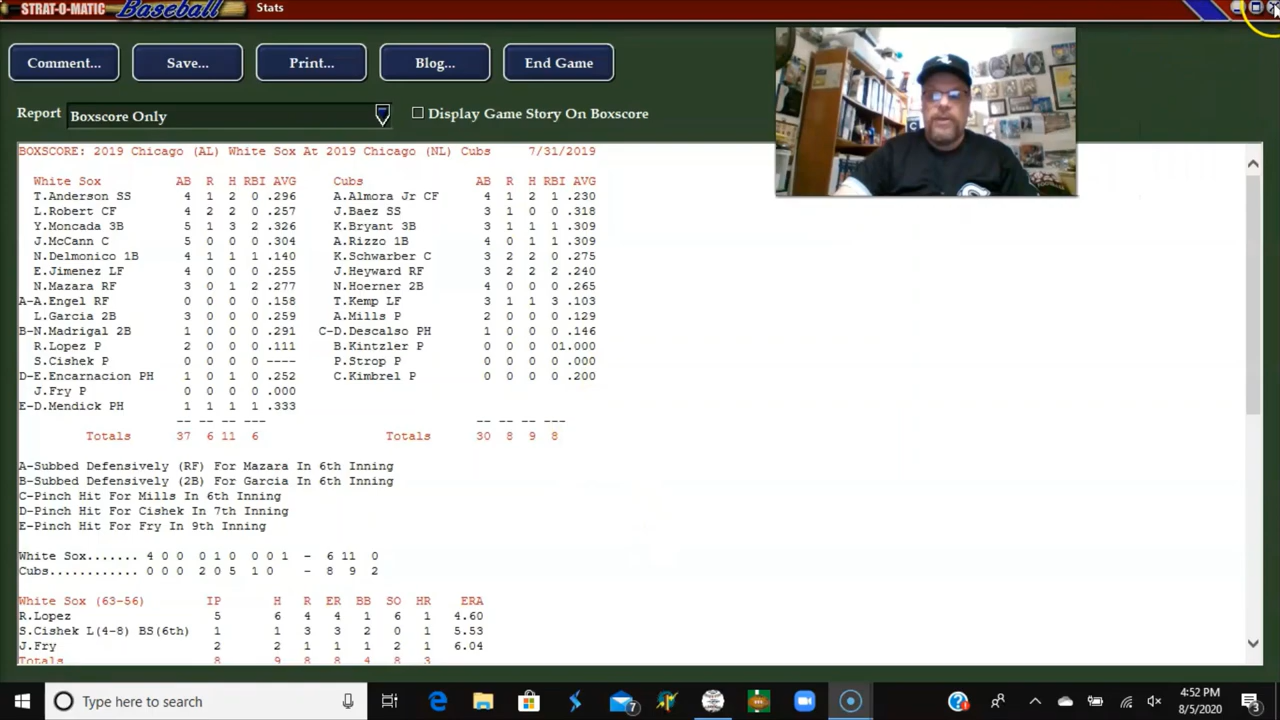 STRAT-O-MATIC Baseball Stats
Comment... Save... Print... Blog... End Game
Report Boxscore Only Display Game Story On Boxscore
BOXSCORE: 2019 Chicago (AL) White Sox At 2019 Chicago (NL) Cubs 7/31/2019
White Sox AB R H RBI AVG Cubs AB R H RBI AVG
T.Anderson SS 4 1 2 0 .296 A.Almora Jr CF 4 1 2 1 .230
L.Robert CF 4 2 2 0 .257 J.Baez SS 3 1 0 0 .318
Y.Moncada 3B 5 1 3 2 .326 K.Bryant 3B 3 1 1 1 .309
J.McCann C 5 0 0 0 .304 A.Rizzo 1B 4 0 1 1 .309
N.Delmonico 1B 4 1 1 1 .140 K.Schwarber C 3 2 2 0 .275
E.Jimenez LF 4 0 0 0 .255 J.Heyward RF 3 2 2 2 .240
N.Mazara RF 3 0 1 2 .277 N.Hoerner 2B 4 0 0 0 .265
A-A.Engel RF 0 0 0 0 .158 T.Kemp LF 3 1 1 3 .103
L.Garcia 2B 3 0 0 0 .259 A.Mills P 2 0 0 0 .129
B-N.Madrigal 2B 1 0 0 0 .291 C-D.Descalso PH 1 0 0 0 .146
R.Lopez P 2 0 0 0 .111 B.Kintzler P 0 0 0 01.000
S.Cishek P 0 0 0 0 ---- P.Strop P 0 0 0 0 .000
D-E.Encarnacion PH 1 0 1 0 .252 C.Kimbrel P 0 0 0 0 .200
J.Fry P 0 0 0 0 .000
E-D.Mendick PH 1 1 1 1 .333
-- -- -- --- -- -- -- ---
Totals 37 6 11 6 Totals 30 8 9 8
A-Subbed Defensively (RF) For Mazara In 6th Inning
B-Subbed Defensively (2B) For Garcia In 6th Inning
C-Pinch Hit For Mills In 6th Inning
D-Pinch Hit For Cishek In 7th Inning
E-Pinch Hit For Fry In 9th Inning
White Sox....... 4 0 0 0 1 0 0 0 1 - 6 11 0
Cubs............ 0 0 0 2 0 5 1 0 - 8 9 2
White Sox (63-56) IP H R ER BB SO HR ERA
R.Lopez 5 6 4 4 1 6 1 4.60
S.Cishek L(4-8) BS(6th) 1 1 3 3 2 0 1 5.53
J.Fry 2 2 1 1 1 2 1 6.04
Totals 8 9 8 8 4 8 3
Type here to search 7 4:52 PM
8/5/2020 3